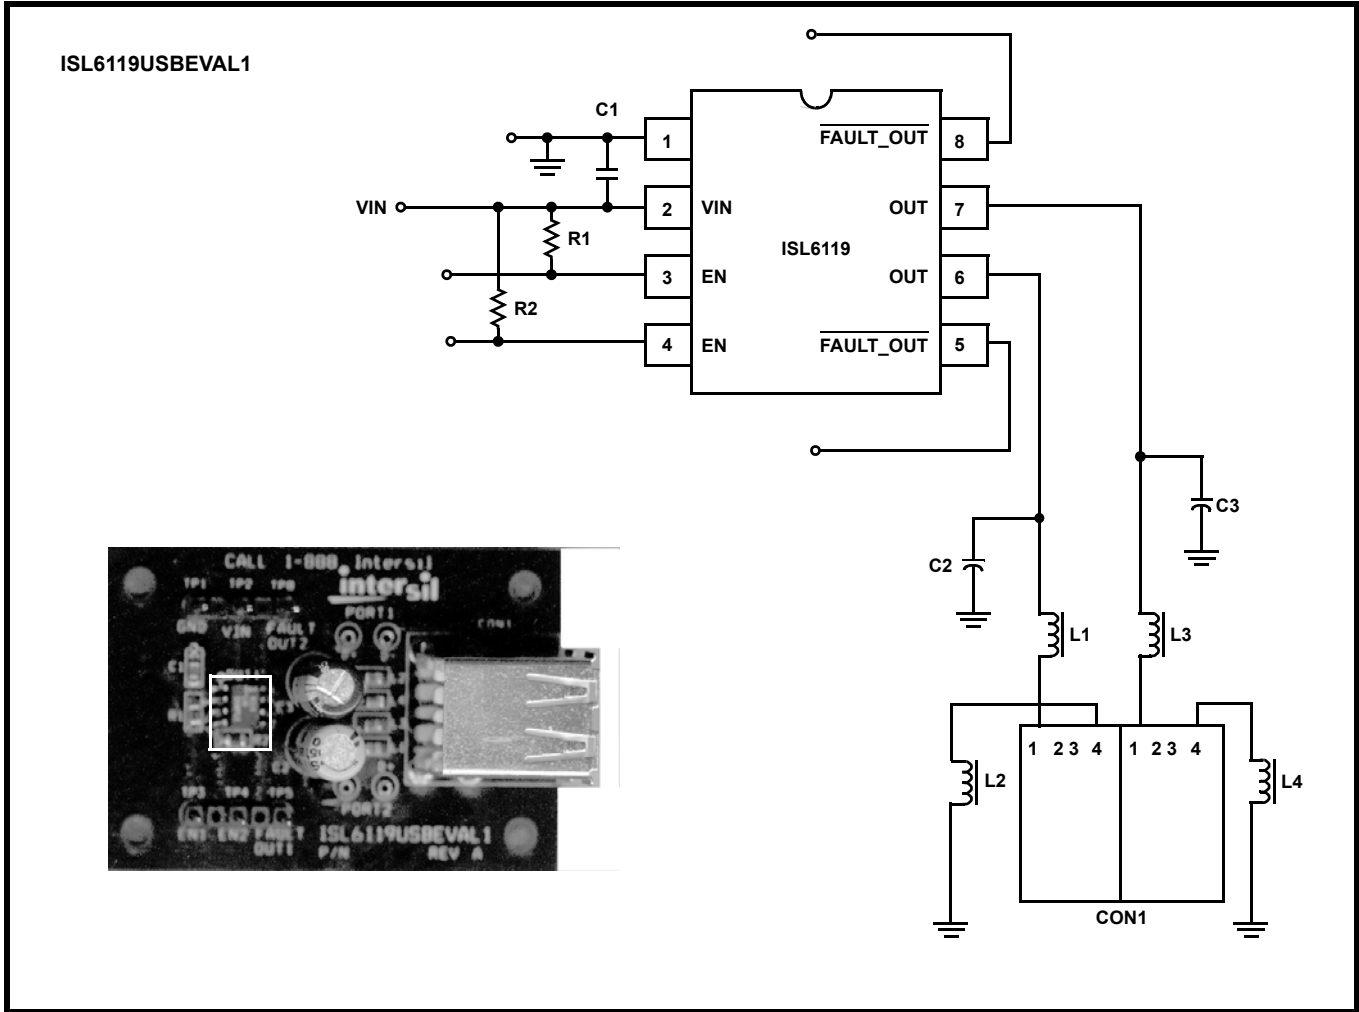 ISL6119USBEVAL1
C1
1
FAULT_OUT
8
VIN
2
VIN
OUT
7
R1
ISL6119
3
EN
OUT
6
R2
4
EN
FAULT_OUT
5
C3
C2
L1
L3
1 2 3 4
1 2 3 4
L2
L4
CON1
CALL 1-888 Intersil
intersil
TP1 TP2
PORT1
CON1
GND VIN FAULT
OUT2
C1
TP3 TP4 TP5
PORT2
EN1 EN2 FAULT
OUT1
ISL6119USBEVAL1
P/N REV A